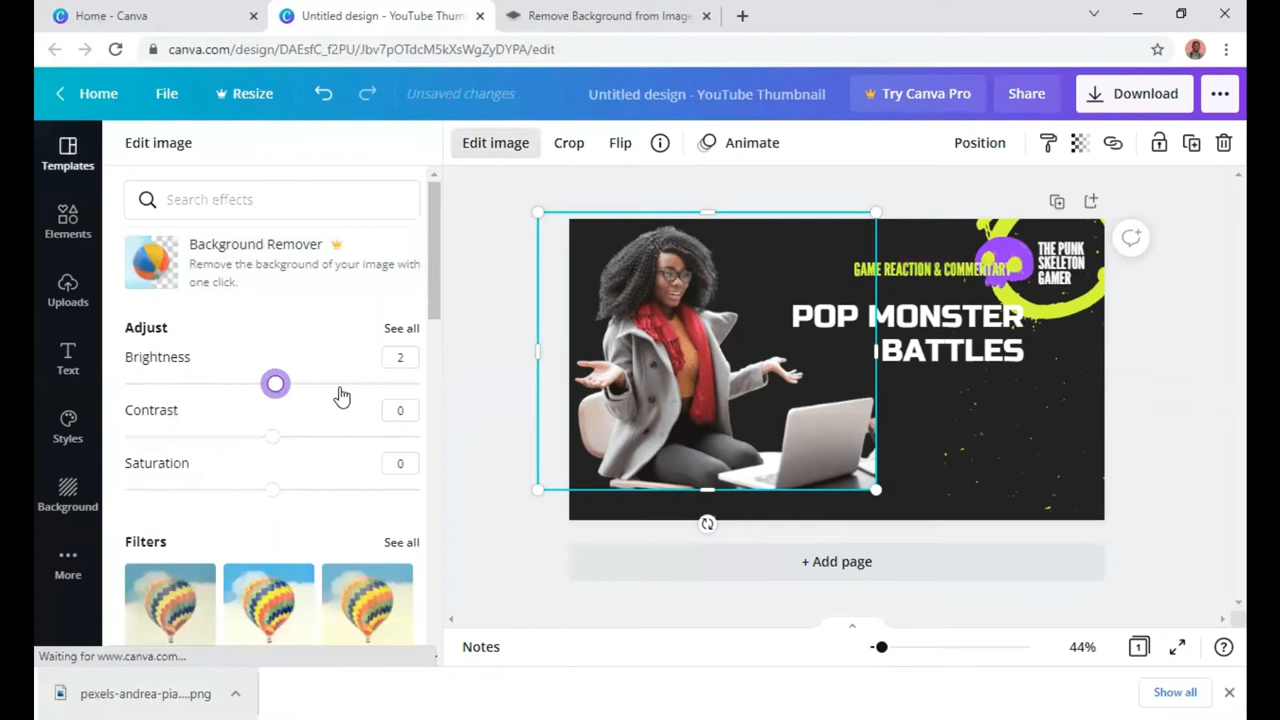 Home - Canva
Untitled design - YouTube Thum
Remove Background from Imag
canva.com/design/DAEsfC_f2PU/Jbv7pOTdcM5kXsWgZyDYPA/edit
Home
File
Resize
Unsaved changes
Untitled design - YouTube Thumbnail
Try Canva Pro
Share
Download
Templates
Elements
Uploads
Text
Styles
Background
More
Edit image
Search effects
Background Remover
Remove the background of your image with
one click.
Adjust
See all
Brightness
2
Contrast
0
Saturation
0
Filters
See all
Edit image
Crop
Flip
Animate
Position
GAME REACTION & COMMENTARY
THE PUNK
SKELETON
GAMER
POP MONSTER
BATTLES
+ Add page
Notes
44%
1
Waiting for www.canva.com...
pexels-andrea-pia....png
Show all